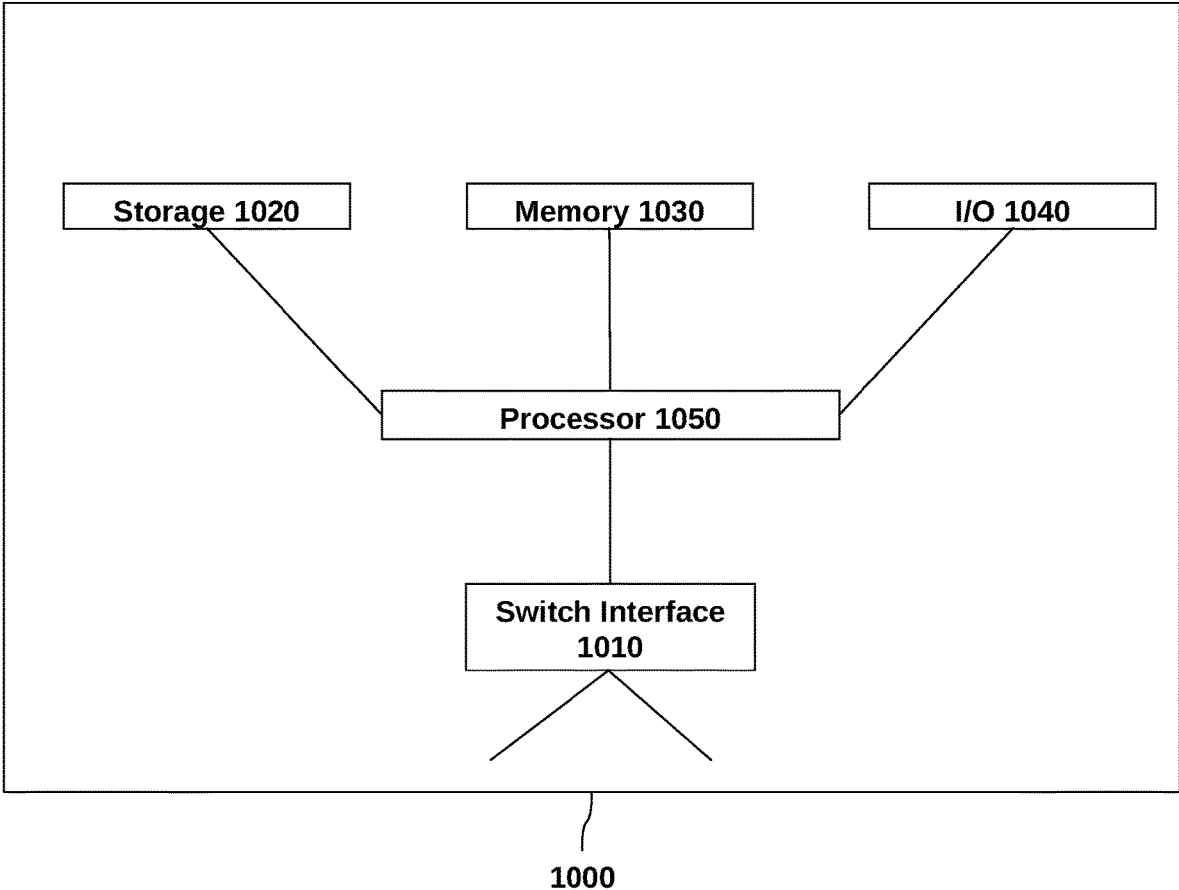 Storage 1020
Memory 1030
I/O 1040
Processor 1050
Switch Interface
1010
1000